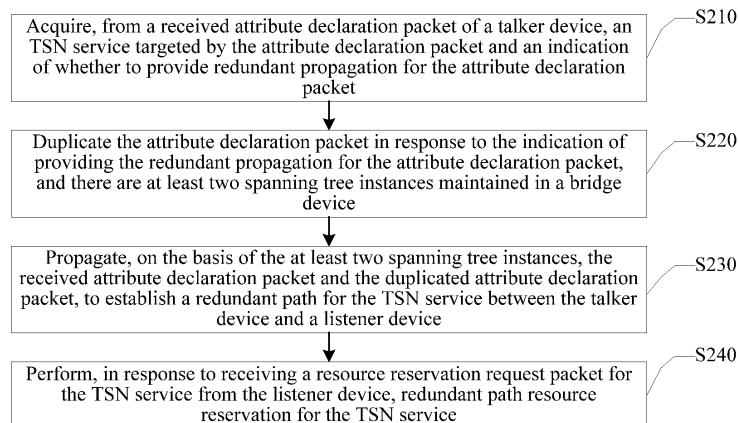 Acquire, from a received attribute declaration packet of a talker device, an
TSN service targeted by the attribute declaration packet and an indication
of whether to provide redundant propagation for the attribute declaration
packet
S210
Duplicate the attribute declaration packet in response to the indication of
providing the redundant propagation for the attribute declaration packet,
and there are at least two spanning tree instances maintained in a bridge
device
S220
Propagate, on the basis of the at least two spanning tree instances, the
received attribute declaration packet and the duplicated attribute declaration
packet, to establish a redundant path for the TSN service between the talker
device and a listener device
S230
Perform, in response to receiving a resource reservation request packet for
the TSN service from the listener device, redundant path resource
reservation for the TSN service
S240